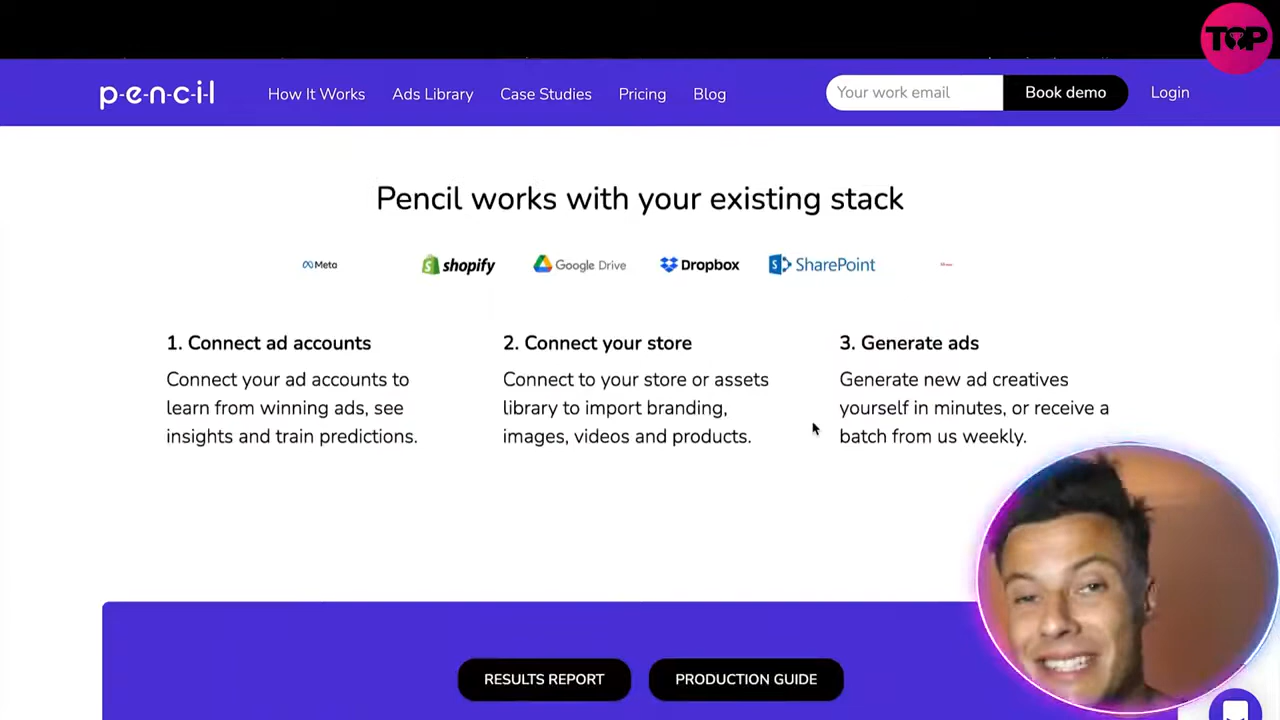 TOP
p-e-n-c-i-l
How It Works
Ads Library
Case Studies
Pricing
Blog
Your work email
Book demo
Login
Pencil works with your existing stack
Meta
shopify
Google Drive
Dropbox
SharePoint
1. Connect ad accounts
Connect your ad accounts to
learn from winning ads, see
insights and train predictions.
2. Connect your store
Connect to your store or assets
library to import branding,
images, videos and products.
3. Generate ads
Generate new ad creatives
yourself in minutes, or receive a
batch from us weekly.
RESULTS REPORT
PRODUCTION GUIDE